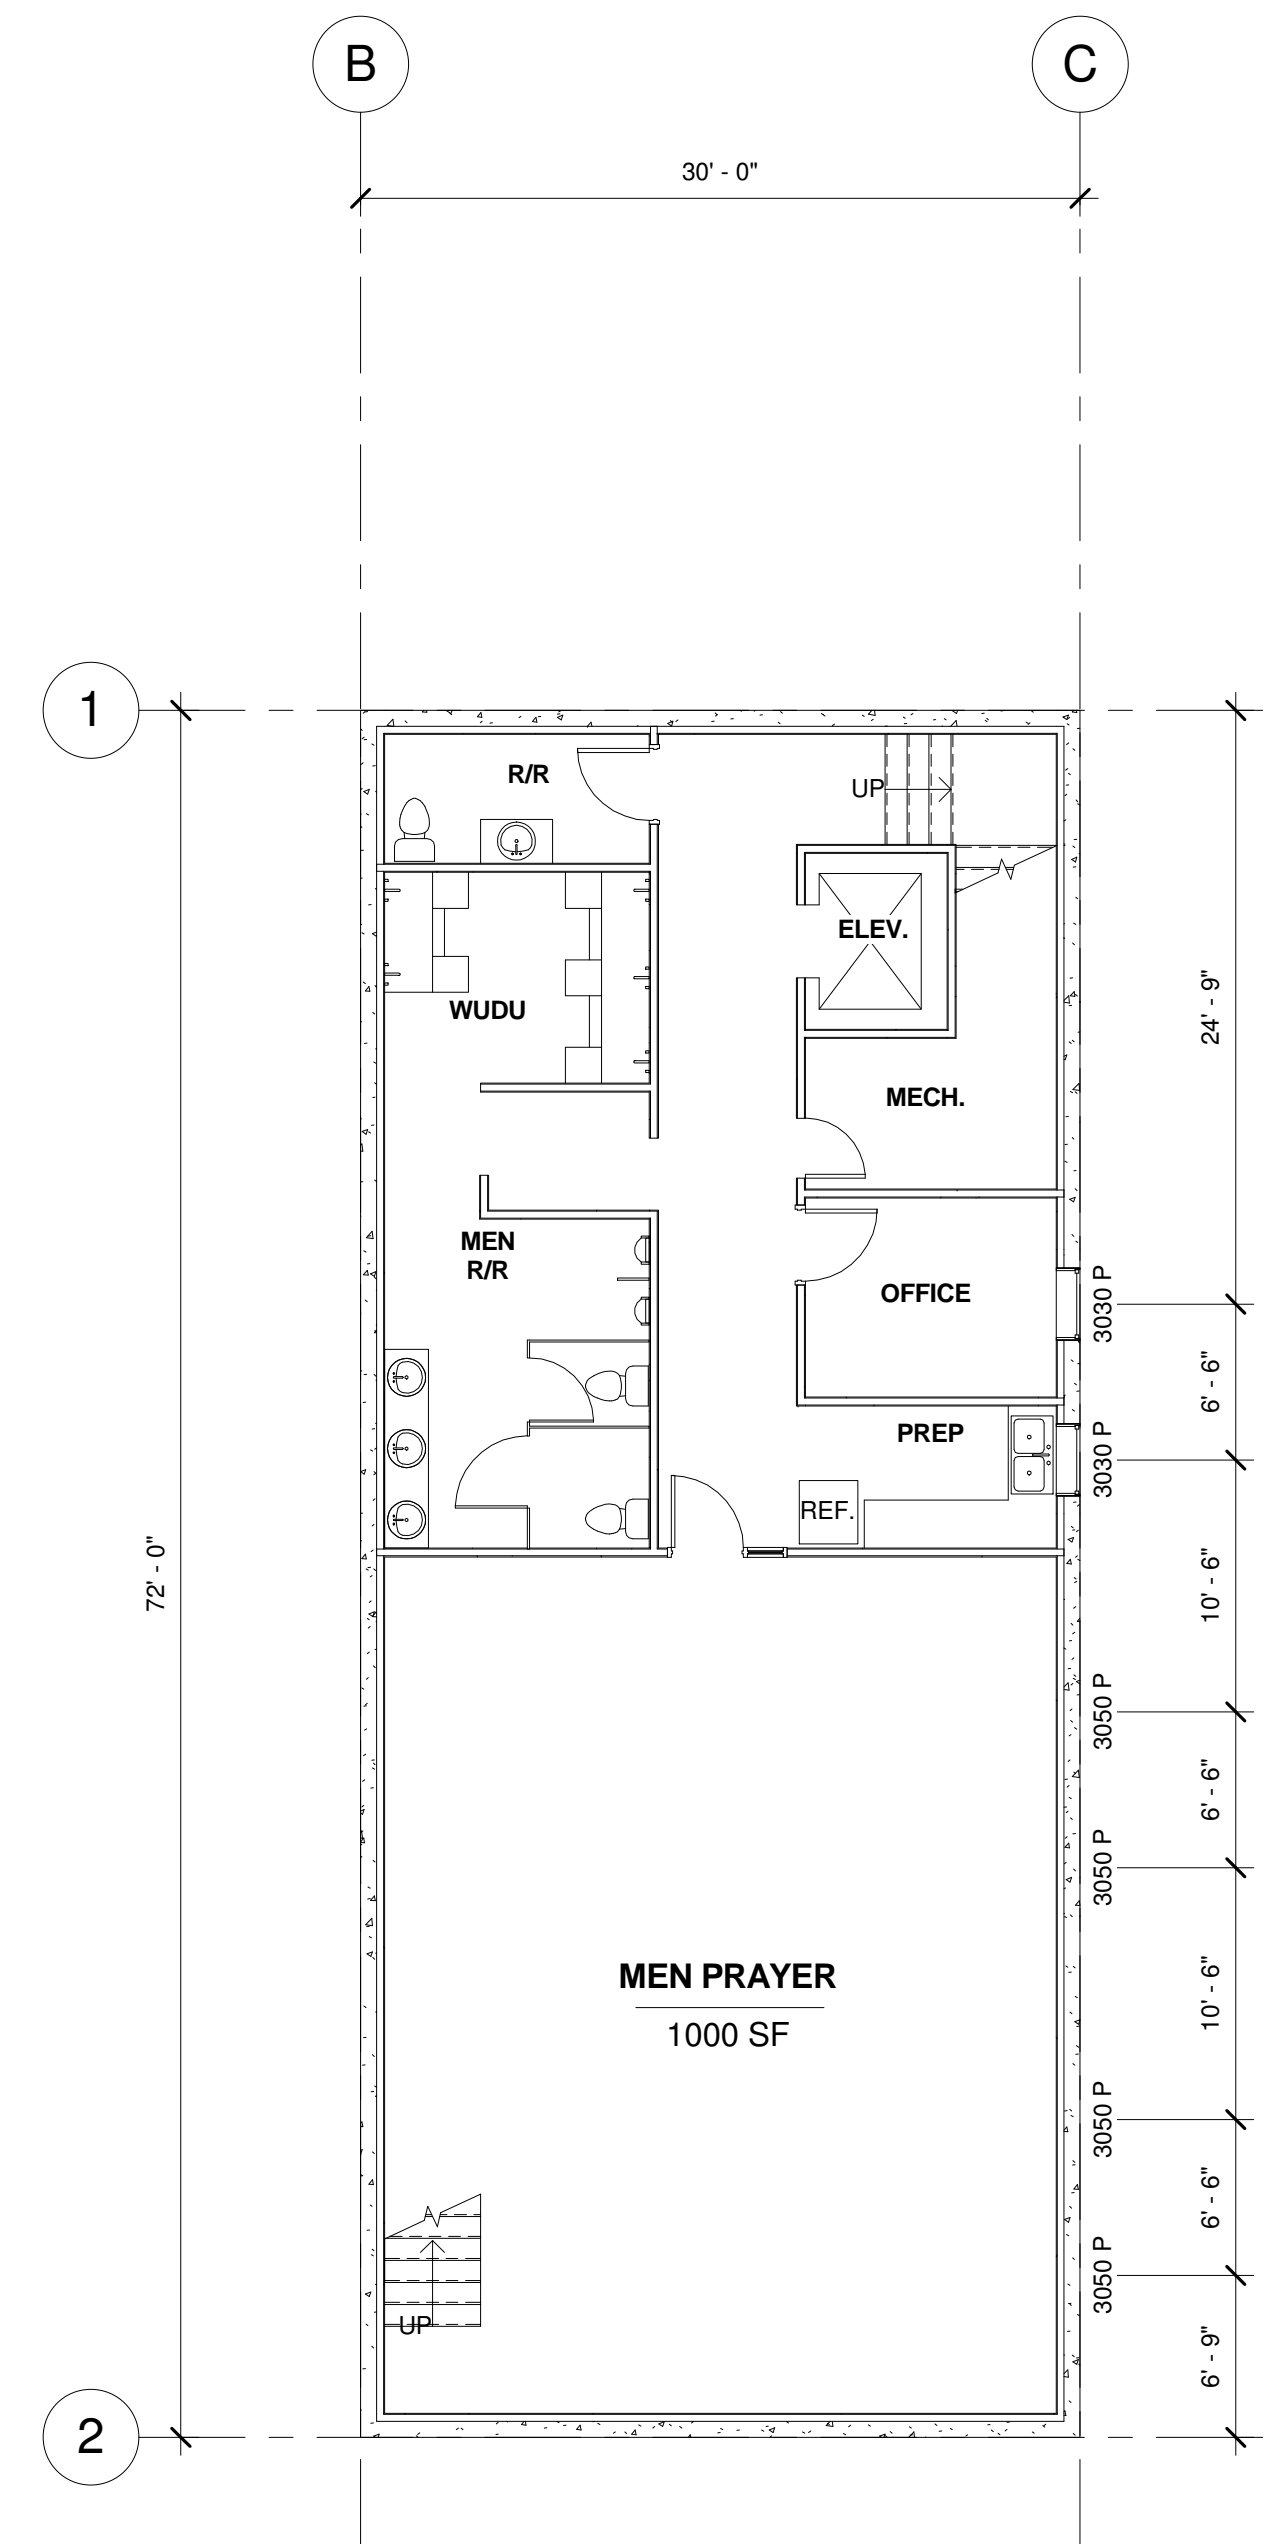 B
C
30' - 0"
1
R/R
UP
ELEV.
WUDU
24' - 9"
MECH.
MEN
R/R
OFFICE
3030 P
6' - 6"
PREP
3030 P
REF.
72' - 0"
10' - 6"
3050 P
6' - 6"
3050 P
MEN PRAYER
1000 SF
10' - 6"
3050 P
6' - 6"
3050 P
UP
6' - 9"
2